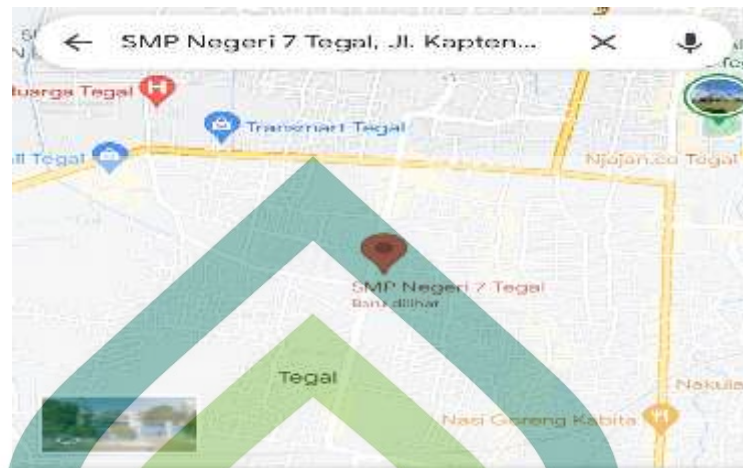 SMP Negeri 7 Tegal, Jl. Kapten...
Tegal
Transmart Tegal
Tegal
Njajan.co Tegal
SMP Negeri 7 Tegal
Baru dilihat
Tegal
Nakula
Nasi Goreng Kabita